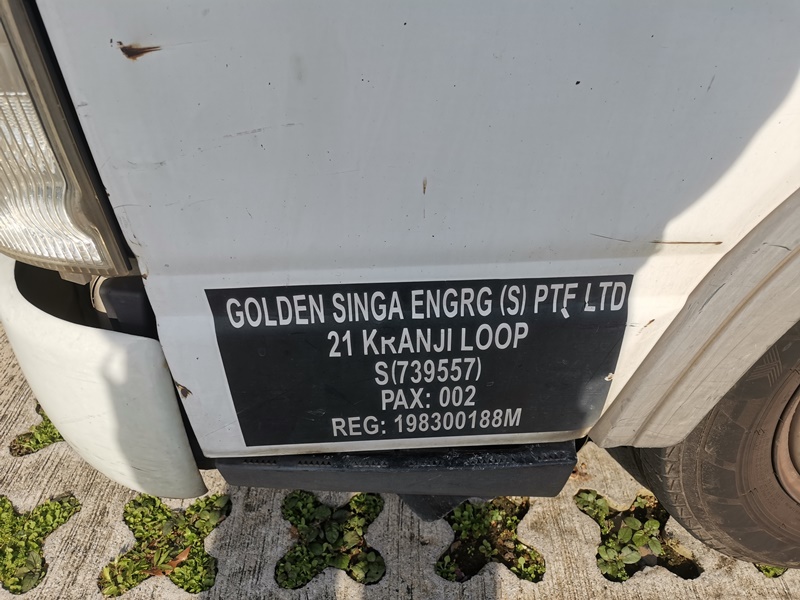 GOLDEN SINGA ENGRG (S) PTE LTD
21 KRANJI LOOP
S(739557)
PAX: 002
REG: 198300188M